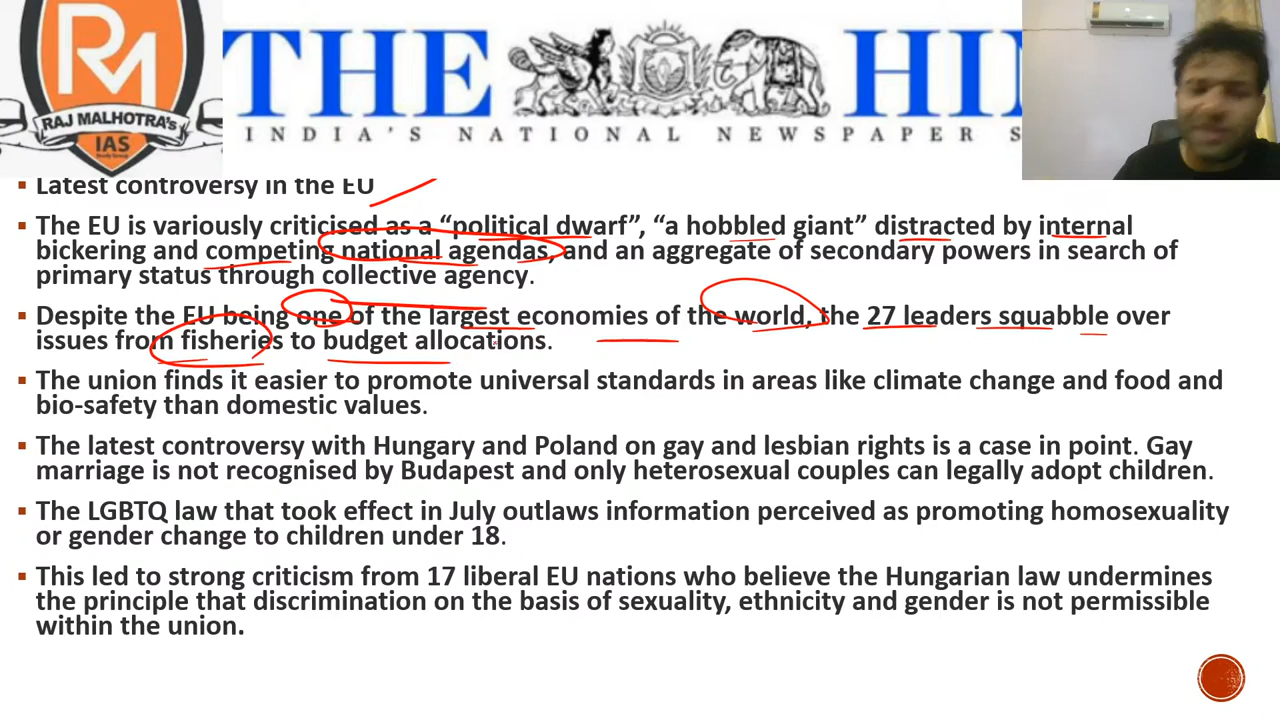 RM
RAJ MALHOTRA's
IAS
Study Group
THE HI
INDIA'S NATIONAL NEWSPAPER S
▪ Latest controversy in the EU
▪ The EU is variously criticised as a “political dwarf”, “a hobbled giant” distracted by internal
bickering and competing national agendas, and an aggregate of secondary powers in search of
primary status through collective agency.
▪ Despite the EU being one of the largest economies of the world, the 27 leaders squabble over
issues from fisheries to budget allocations.
▪ The union finds it easier to promote universal standards in areas like climate change and food and
bio-safety than domestic values.
▪ The latest controversy with Hungary and Poland on gay and lesbian rights is a case in point. Gay
marriage is not recognised by Budapest and only heterosexual couples can legally adopt children.
▪ The LGBTQ law that took effect in July outlaws information perceived as promoting homosexuality
or gender change to children under 18.
▪ This led to strong criticism from 17 liberal EU nations who believe the Hungarian law undermines
the principle that discrimination on the basis of sexuality, ethnicity and gender is not permissible
within the union.